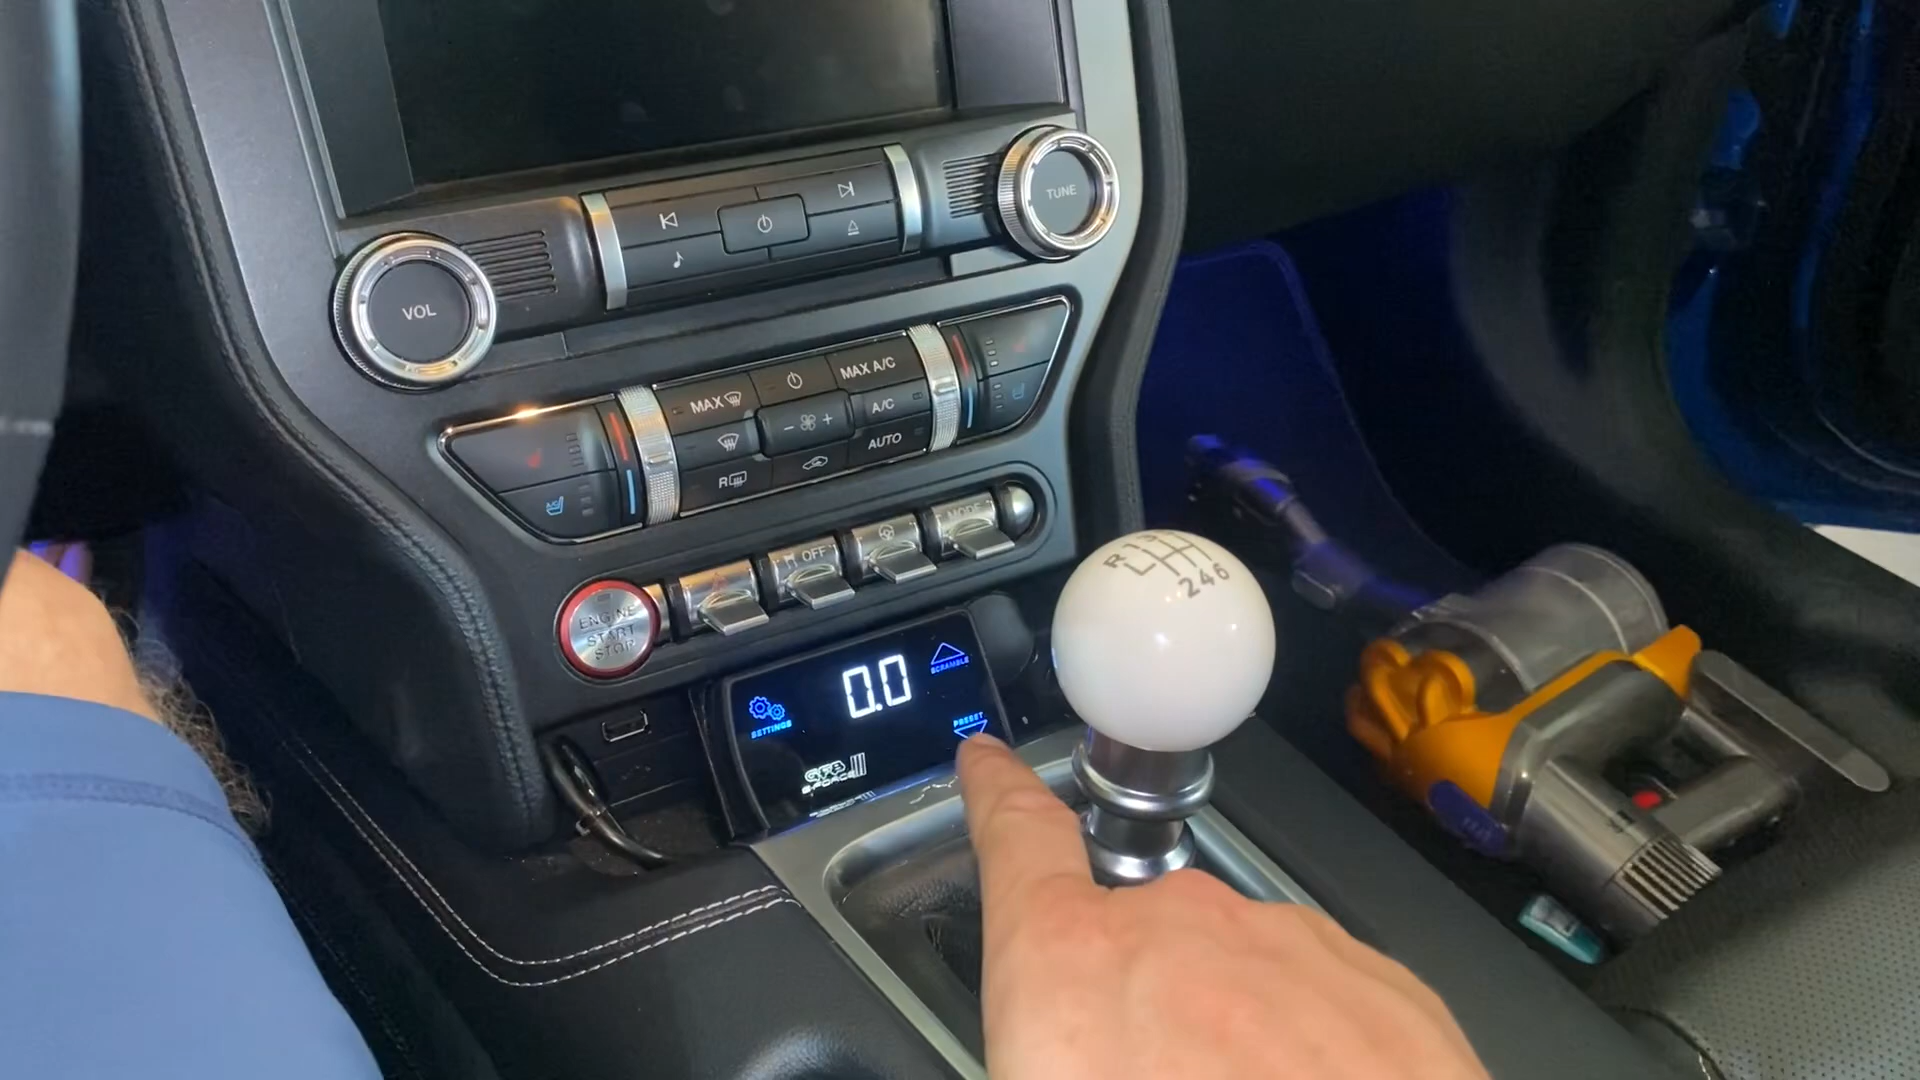 TUNE
VOL
MAX A/C
MAX
A/C
- +
AUTO
R
A/C
OFF
MODE
ENGINE
START
STOP
R 1 3
2 4 6
0.0
SCRAMBLE
SETTINGS
PRESET
GFB